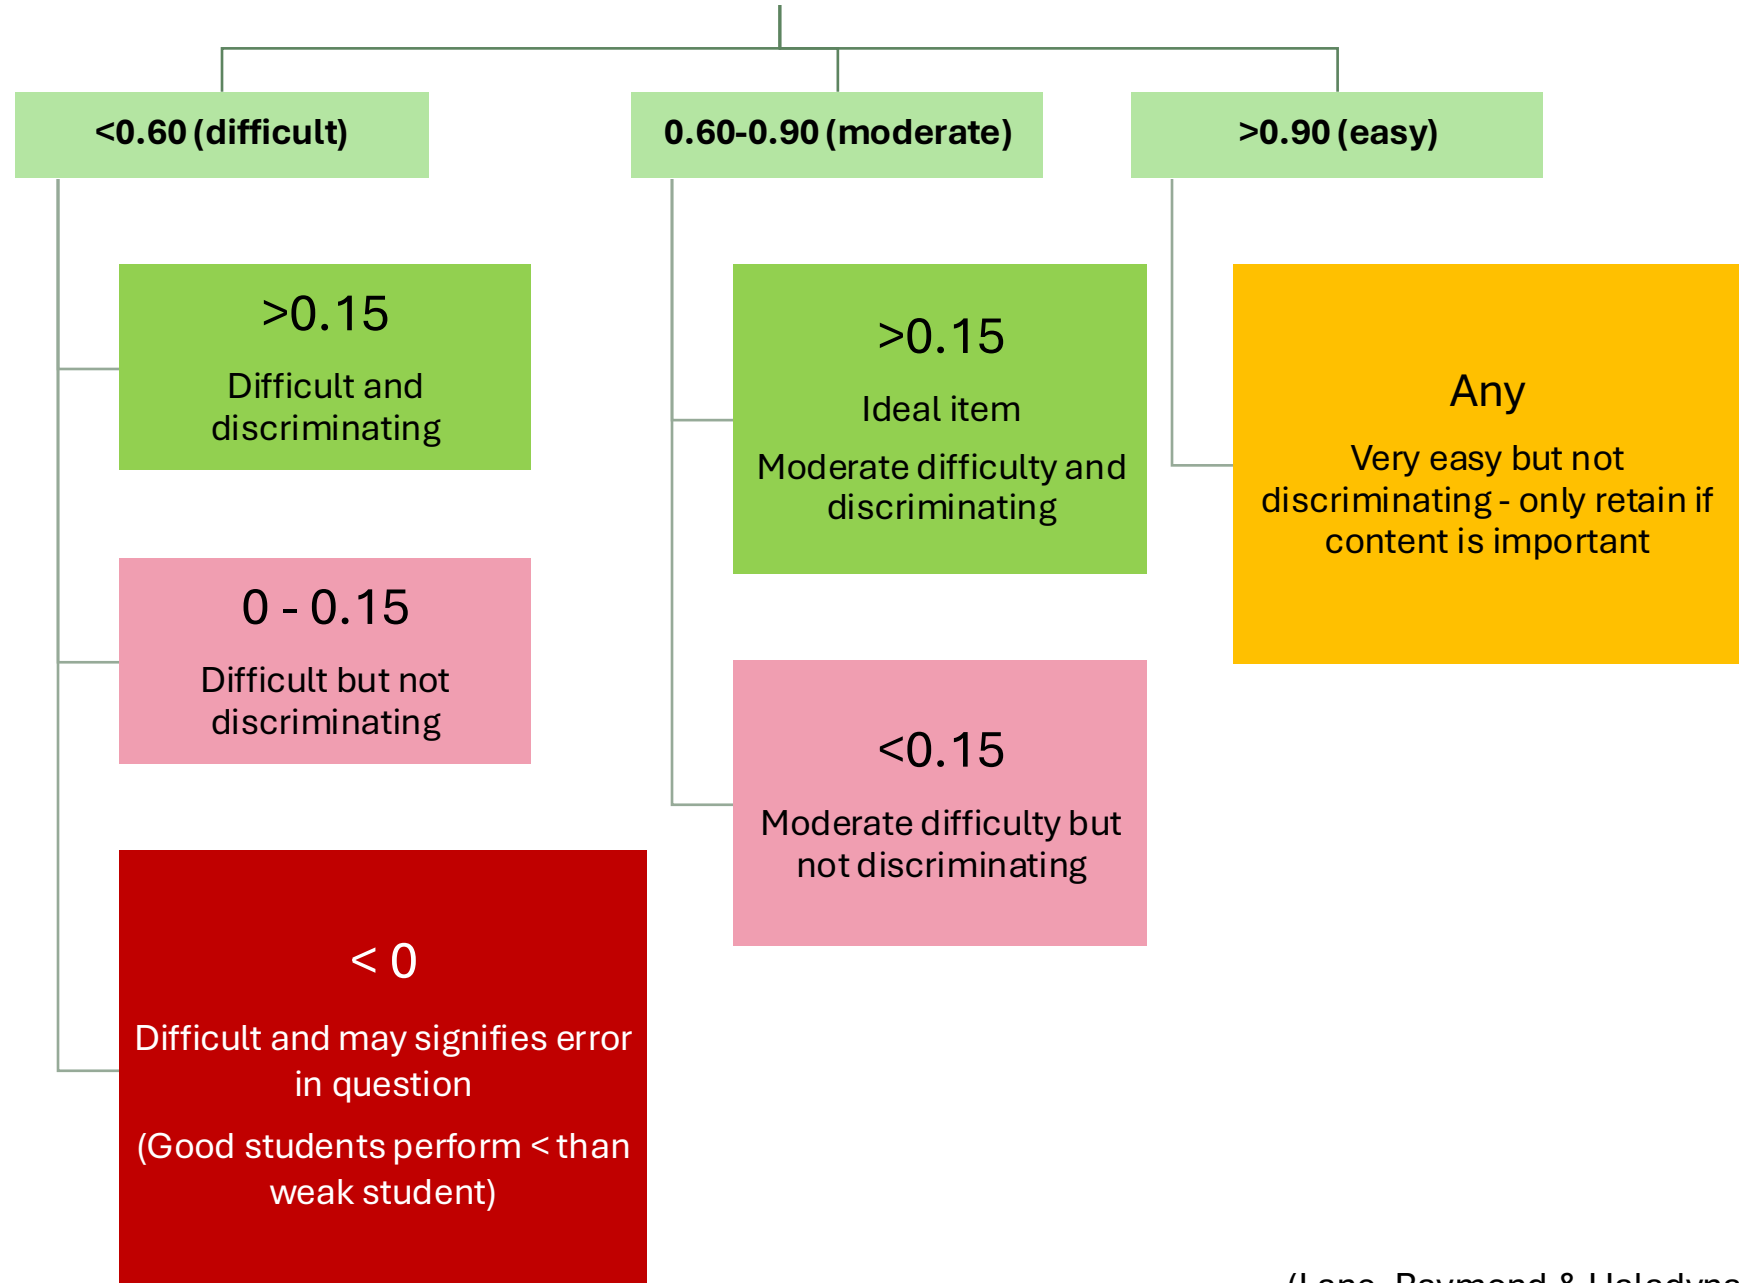 <0.60 (difficult)
0.60-0.90 (moderate)
>0.90 (easy)
>0.15
Difficult and
discriminating
0 - 0.15
Difficult but not
discriminating
< 0
Difficult and may signifies error
in question
(Good students perform < than
weak student)
>0.15
Ideal item
Moderate difficulty and
discriminating
<0.15
Moderate difficulty but
not discriminating
Any
Very easy but not
discriminating - only retain if
content is important
(Lane, Raymond & Haladyna